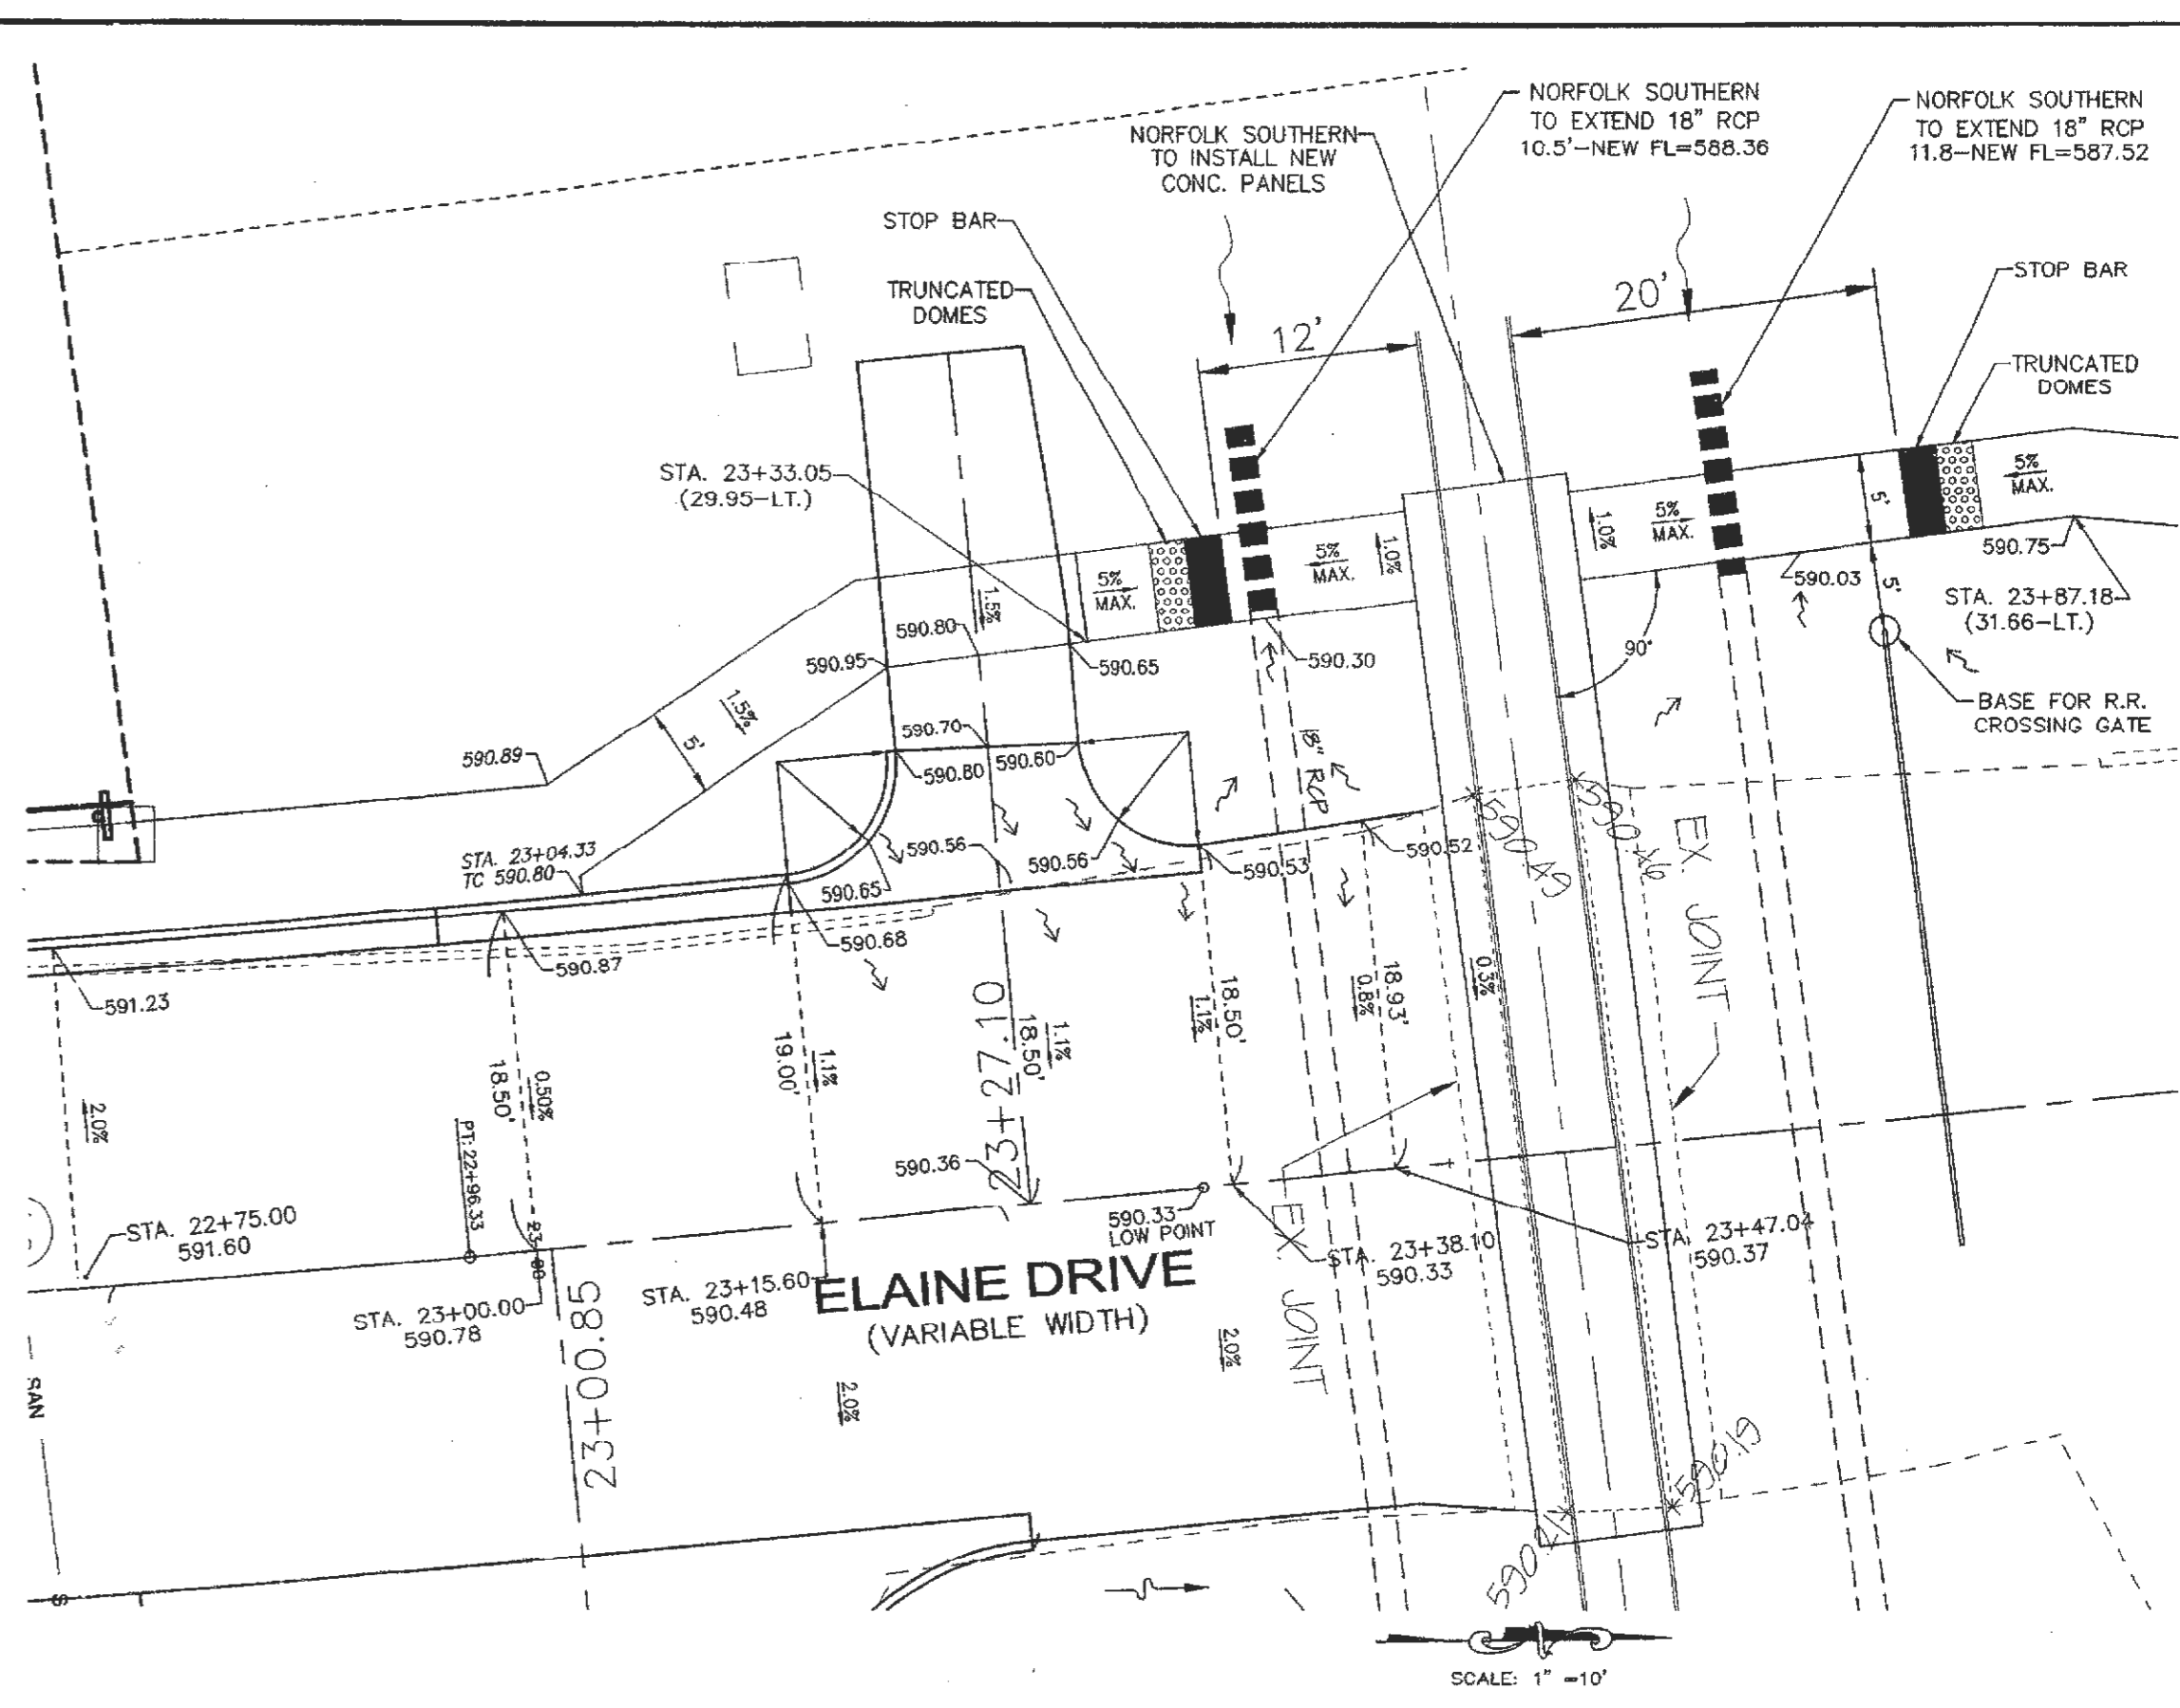 NORFOLK SOUTHERN
TO EXTEND 18" RCP
10.5'-NEW FL=588.36
NORFOLK SOUTHERN
TO EXTEND 18" RCP
11.8-NEW FL=587.52
NORFOLK SOUTHERN
TO INSTALL NEW
CONC. PANELS
STOP BAR
TRUNCATED
DOMES
12'
20'
STOP BAR
TRUNCATED
DOMES
STA. 23+33.05
(29.95-LT.)
5%
MAX.
5%
MAX.
1.0%
1.0%
5%
MAX.
5'
5%
MAX.
590.75
STA. 23+87.18
(31.66-LT.)
590.03
5'
90°
BASE FOR R.R.
CROSSING GATE
1.5%
590.80
590.95
590.65
590.30
1.5%
5'
590.89
590.70
590.80
590.60
18" RCP
STA. 23+04.33
TC 590.80
590.56
590.56
590.65
590.53
590.52
590.49
590.46
EX. JOINT
590.68
590.87
591.23
2.0%
18.50'
0.50%
19.00'
1.1%
23+27.10
18.50'
1.1%
18.50'
1.1%
18.93'
0.8%
0.3%
PT: 22+96.33
23+00
590.36
590.33
LOW POINT
STA. 22+75.00
591.60
STA. 23+00.00
590.78
23+00.85
STA. 23+15.60
590.48
ELAINE DRIVE
(VARIABLE WIDTH)
STA. 23+38.10
590.33
STA. 23+47.04
590.37
EX. JOINT
2.0%
2.0%
SAN
S
590.21
590.19
SCALE: 1" =10'